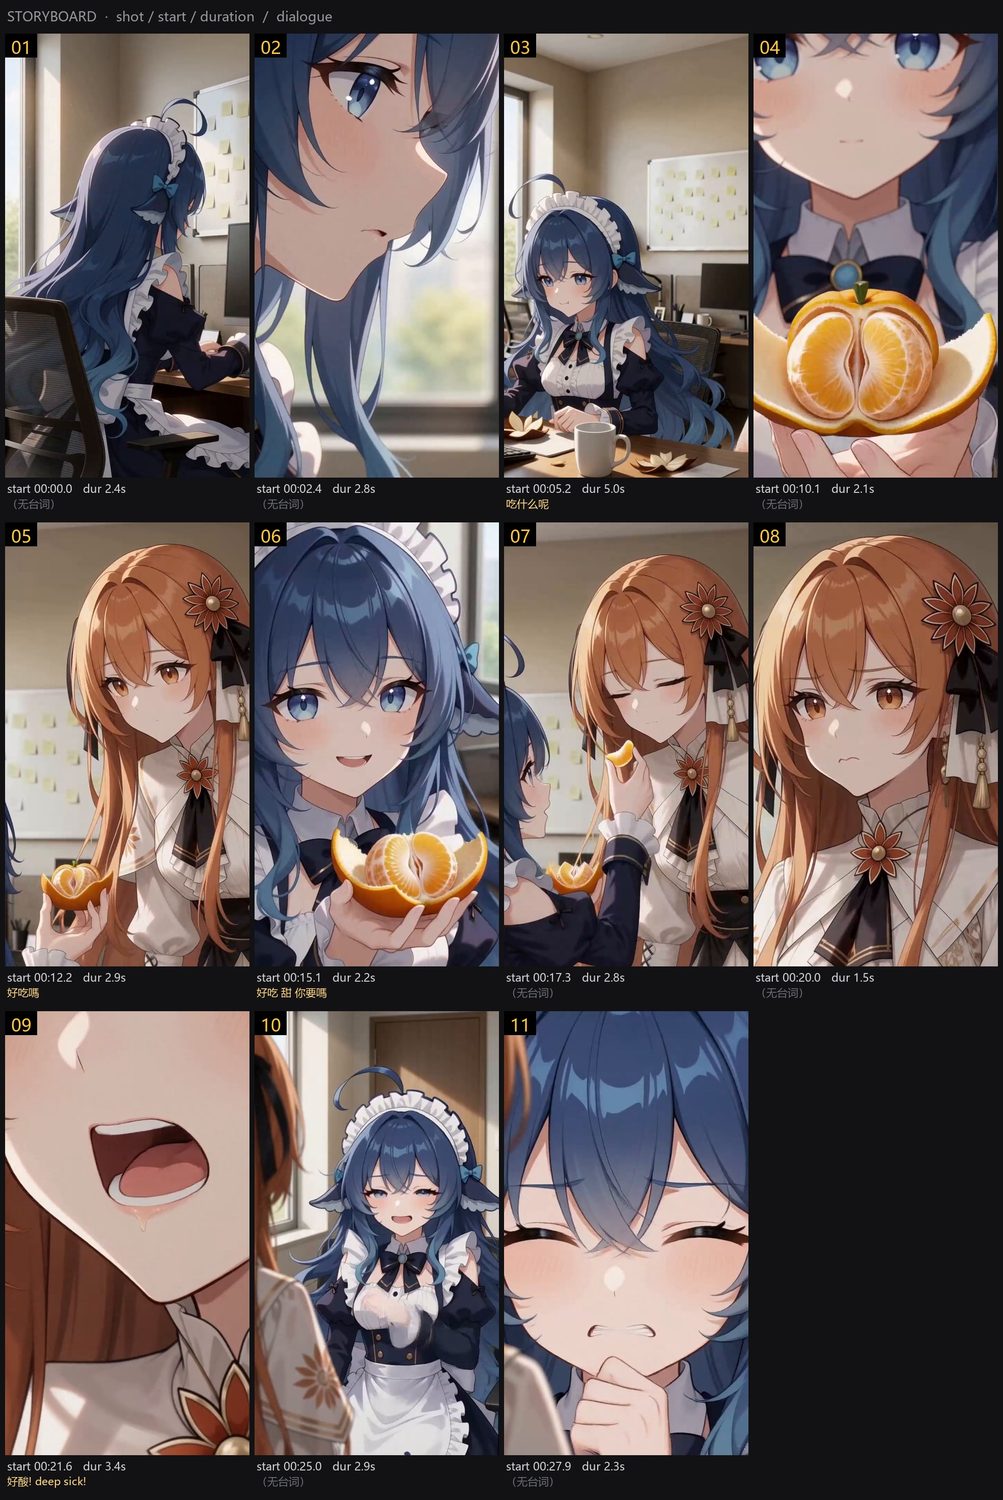 STORYBOARD · shot / start / duration / dialogue
01
02
03
04
start 00:00.0 dur 2.4s
start 00:02.4 dur 2.8s
start 00:05.2 dur 5.0s
start 00:10.1 dur 2.1s
（无台词）
（无台词）
吃什么呢
（无台词）
05
06
07
08
start 00:12.2 dur 2.9s
start 00:15.1 dur 2.2s
start 00:17.3 dur 2.8s
start 00:20.0 dur 1.5s
好吃嗎
好吃 甜 你要嗎
（无台词）
（无台词）
09
10
11
start 00:21.6 dur 3.4s
start 00:25.0 dur 2.9s
start 00:27.9 dur 2.3s
好酸! deep sick!
（无台词）
（无台词）